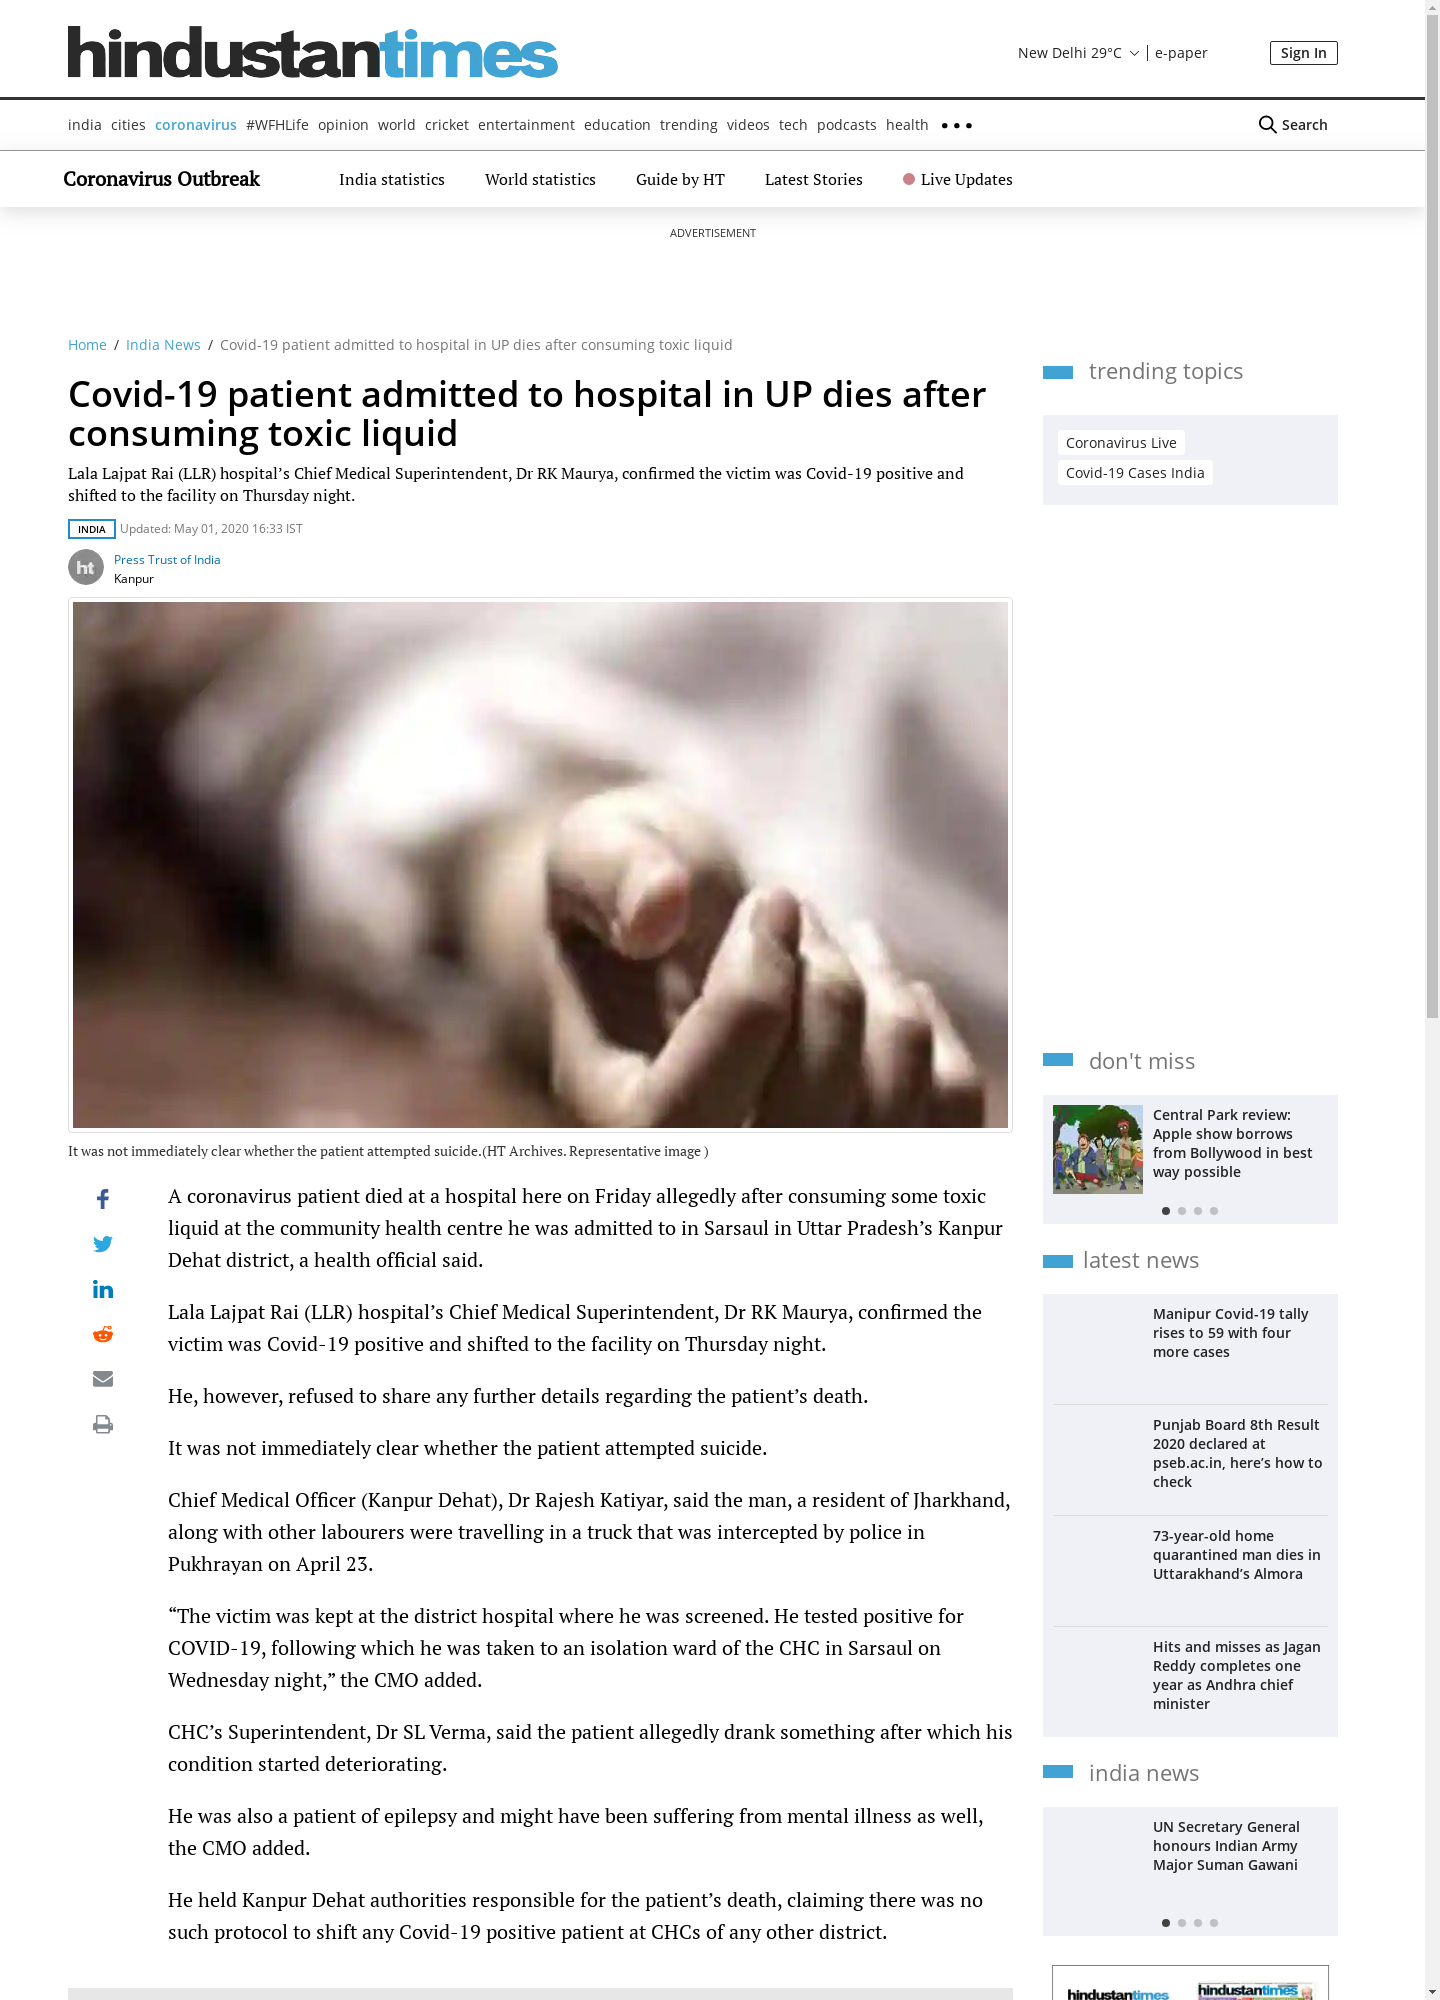 hindustantimes
New Delhi 29°C
e-paper
Sign In
india cities coronavirus #WFHLife opinion world cricket entertainment education trending videos tech podcasts health
Search
Coronavirus Outbreak
India statistics
World statistics
Guide by HT
Latest Stories
Live Updates
ADVERTISEMENT
Home / India News / Covid-19 patient admitted to hospital in UP dies after consuming toxic liquid
Covid-19 patient admitted to hospital in UP dies after
consuming toxic liquid
Lala Lajpat Rai (LLR) hospital’s Chief Medical Superintendent, Dr RK Maurya, confirmed the victim was Covid-19 positive and
shifted to the facility on Thursday night.
INDIA Updated: May 01, 2020 16:33 IST
ht
Press Trust of India
Kanpur
It was not immediately clear whether the patient attempted suicide.(HT Archives. Representative image )
A coronavirus patient died at a hospital here on Friday allegedly after consuming some toxic
liquid at the community health centre he was admitted to in Sarsaul in Uttar Pradesh’s Kanpur
Dehat district, a health official said.
Lala Lajpat Rai (LLR) hospital’s Chief Medical Superintendent, Dr RK Maurya, confirmed the
victim was Covid-19 positive and shifted to the facility on Thursday night.
He, however, refused to share any further details regarding the patient’s death.
It was not immediately clear whether the patient attempted suicide.
Chief Medical Officer (Kanpur Dehat), Dr Rajesh Katiyar, said the man, a resident of Jharkhand,
along with other labourers were travelling in a truck that was intercepted by police in
Pukhrayan on April 23.
“The victim was kept at the district hospital where he was screened. He tested positive for
COVID-19, following which he was taken to an isolation ward of the CHC in Sarsaul on
Wednesday night,” the CMO added.
CHC’s Superintendent, Dr SL Verma, said the patient allegedly drank something after which his
condition started deteriorating.
He was also a patient of epilepsy and might have been suffering from mental illness as well,
the CMO added.
He held Kanpur Dehat authorities responsible for the patient’s death, claiming there was no
such protocol to shift any Covid-19 positive patient at CHCs of any other district.
trending topics
Coronavirus Live
Covid-19 Cases India
don't miss
Central Park review:
Apple show borrows
from Bollywood in best
way possible
latest news
Manipur Covid-19 tally
rises to 59 with four
more cases
Punjab Board 8th Result
2020 declared at
pseb.ac.in, here’s how to
check
73-year-old home
quarantined man dies in
Uttarakhand’s Almora
Hits and misses as Jagan
Reddy completes one
year as Andhra chief
minister
india news
UN Secretary General
honours Indian Army
Major Suman Gawani
hindustantimes
hindustantimes